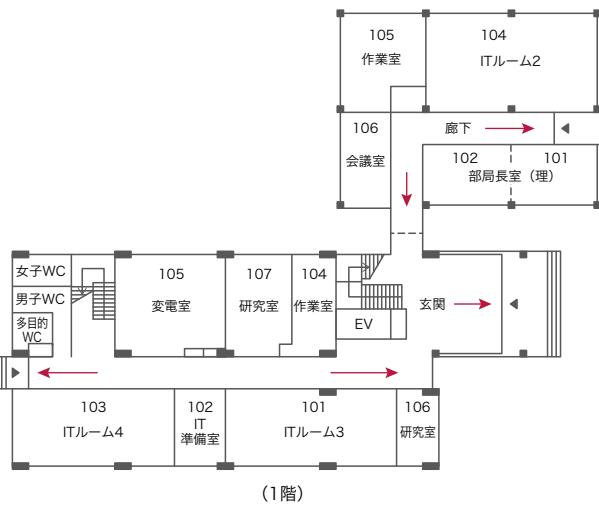 105
作業室
104
ITルーム2
106
会議室
廊下
102
101
部局長室（理）
女子WC
男子WC
多目的
WC
105
変電室
107
研究室
104
作業室
EV
玄関
103
ITルーム4
102
IT
準備室
101
ITルーム3
106
研究室
（1階）